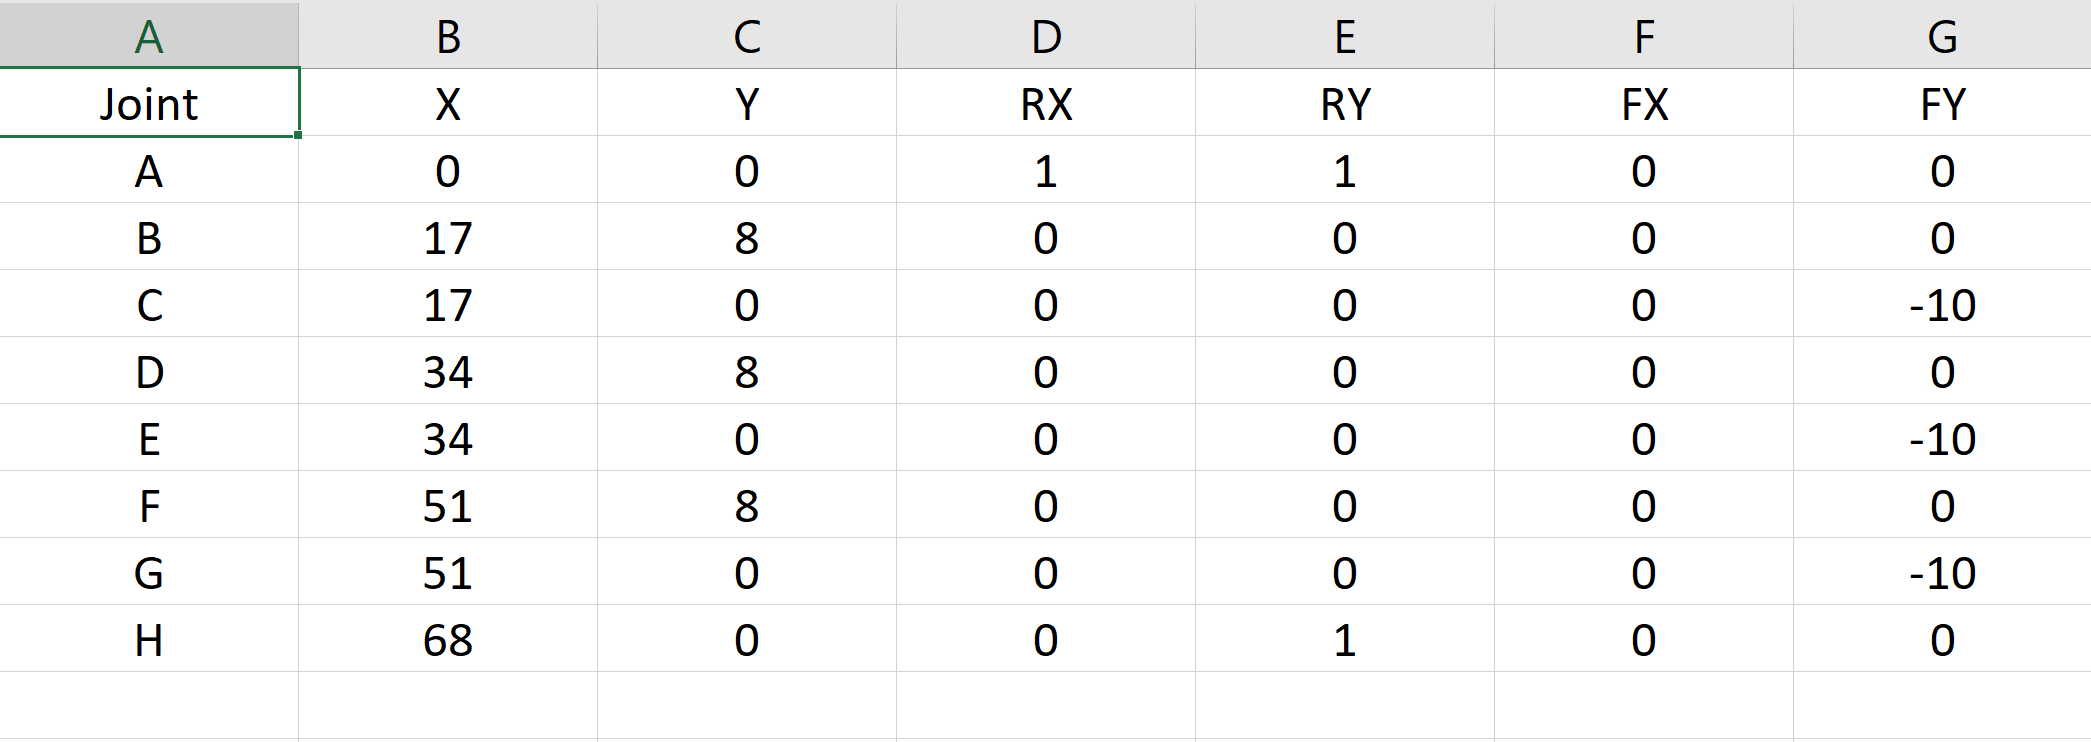 A B C D E F G
Joint X Y RX RY FX FY
A 0 0 1 1 0 0
B 17 8 0 0 0 0
C 17 0 0 0 0 -10
D 34 8 0 0 0 0
E 34 0 0 0 0 -10
F 51 8 0 0 0 0
G 51 0 0 0 0 -10
H 68 0 0 1 0 0